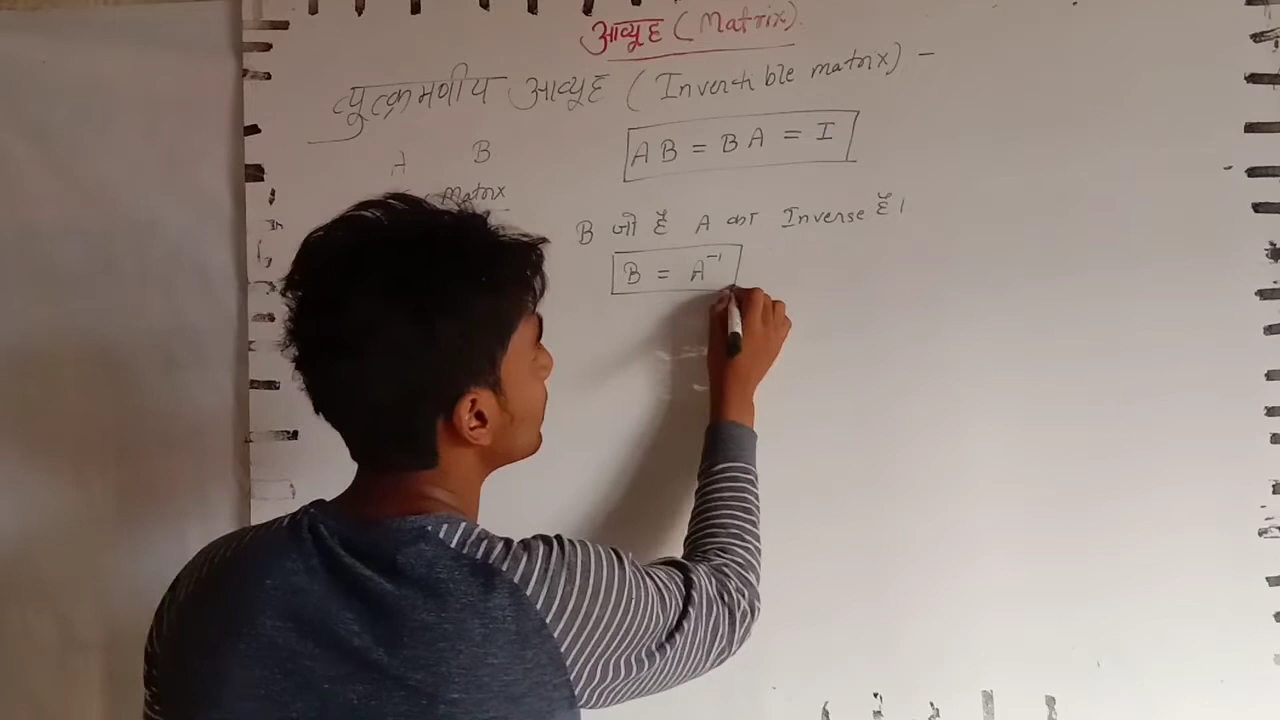 आव्यूह (Matrix).
व्युत्क्रमणीय आव्यूह (Invertible matrix) -
A B AB = BA = I
Matrix
B जो है A का Inverse है।
B = A⁻¹